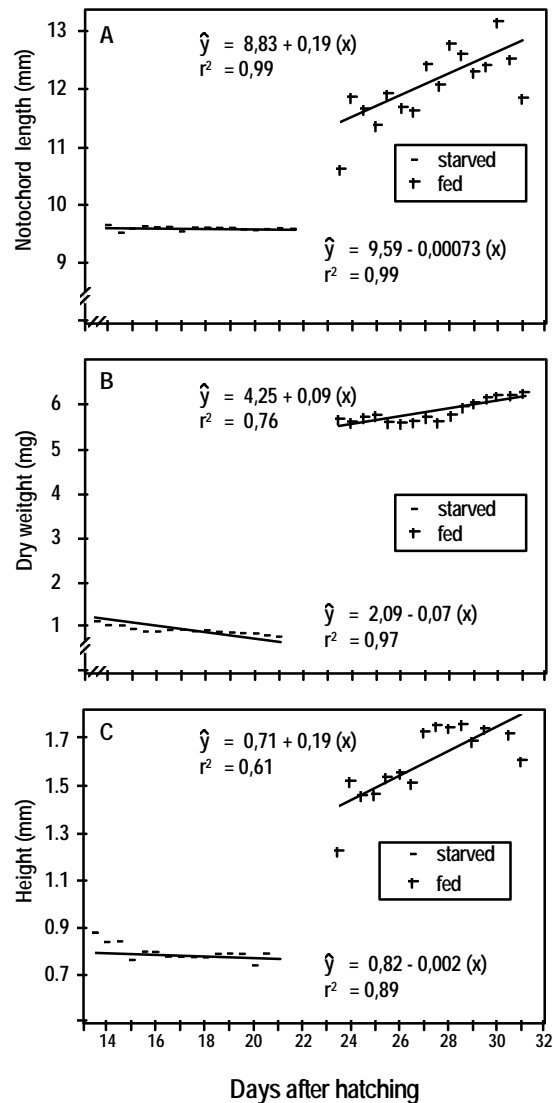 A
ŷ = 8,83 + 0,19 (x)
r² = 0,99
13
12
11
10
9
Notochord length (mm)
- starved
† fed
ŷ = 9,59 - 0,00073 (x)
r² = 0,99
B
ŷ = 4,25 + 0,09 (x)
r² = 0,76
6
5
4
3
2
1
Dry weitght (mg)
- starved
† fed
ŷ = 2,09 - 0,07 (x)
r² = 0,97
C
ŷ = 0,71 + 0,19 (x)
r² = 0,61
1.7
1.5
1.3
1.1
0.9
0.7
Height (mm)
- starved
† fed
ŷ = 0,82 - 0,002 (x)
r² = 0,89
14 16 18 20 22 24 26 28 30 32
Days after hatching